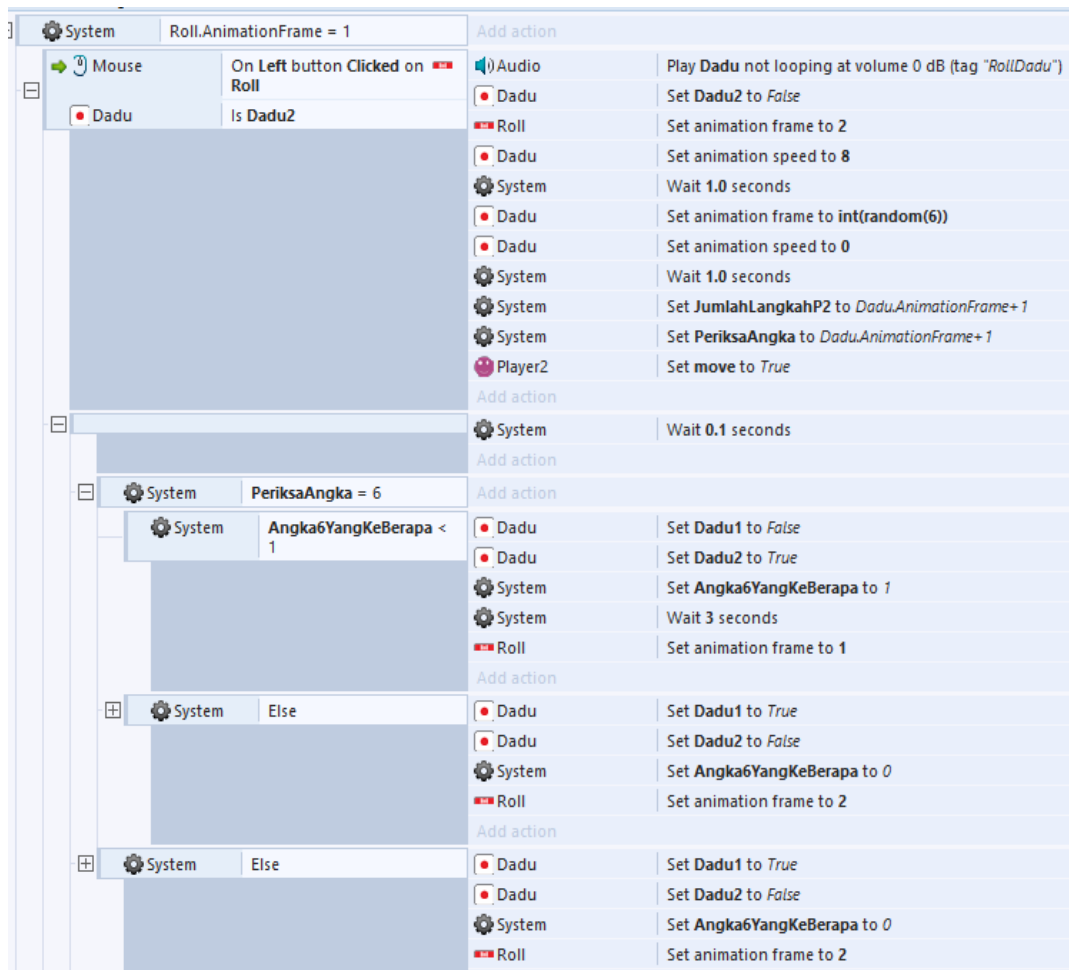 System Roll.AnimationFrame = 1 Add action
Mouse On Left button Clicked on Roll Audio Play Dadu not looping at volume 0 dB (tag "RollDadu")
Dadu Is Dadu2 Dadu Set Dadu2 to False
Roll Set animation frame to 2
Dadu Set animation speed to 8
System Wait 1.0 seconds
Dadu Set animation frame to int(random(6))
Dadu Set animation speed to 0
System Wait 1.0 seconds
System Set JumlahLangkahP2 to Dadu.AnimationFrame+1
System Set PeriksaAngka to Dadu.AnimationFrame+1
Player2 Set move to True
Add action
System Wait 0.1 seconds
Add action
System PeriksaAngka = 6 Add action
System Angka6YangKeBerapa < 1 Dadu Set Dadu1 to False
Dadu Set Dadu2 to True
System Set Angka6YangKeBerapa to 1
System Wait 3 seconds
Roll Set animation frame to 1
Add action
System Else Dadu Set Dadu1 to True
Dadu Set Dadu2 to False
System Set Angka6YangKeBerapa to 0
Roll Set animation frame to 2
Add action
System Else Dadu Set Dadu1 to True
Dadu Set Dadu2 to False
System Set Angka6YangKeBerapa to 0
Roll Set animation frame to 2